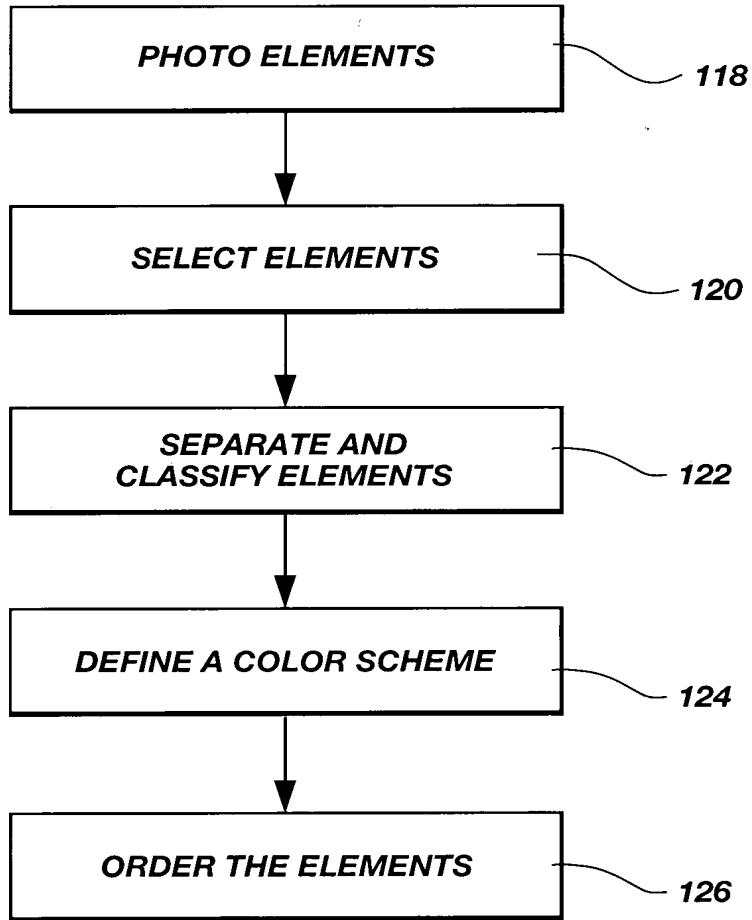 PHOTO ELEMENTS
118
SELECT ELEMENTS
120
SEPARATE AND
CLASSIFY ELEMENTS
122
DEFINE A COLOR SCHEME
124
ORDER THE ELEMENTS
126